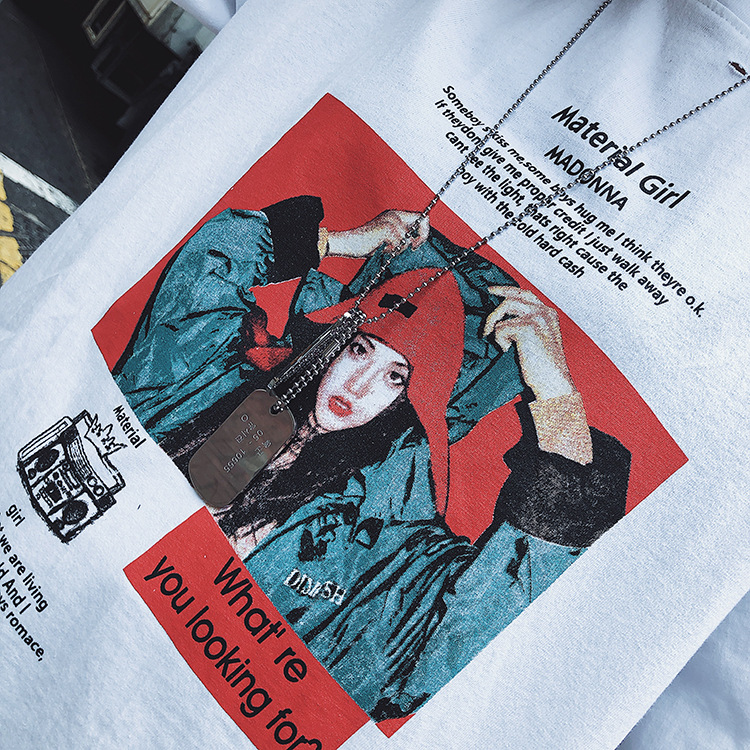 Material Girl
MADONNA
Someboy s kiss me,some boys hug me I think theyre o.k.
If theydon give me proper credit I just walk away
cant see the light, thats right cause the
boy with the cold hard cash
Material
girl
we are living
And I
romace,
DDMSH
What' re
you looking for?